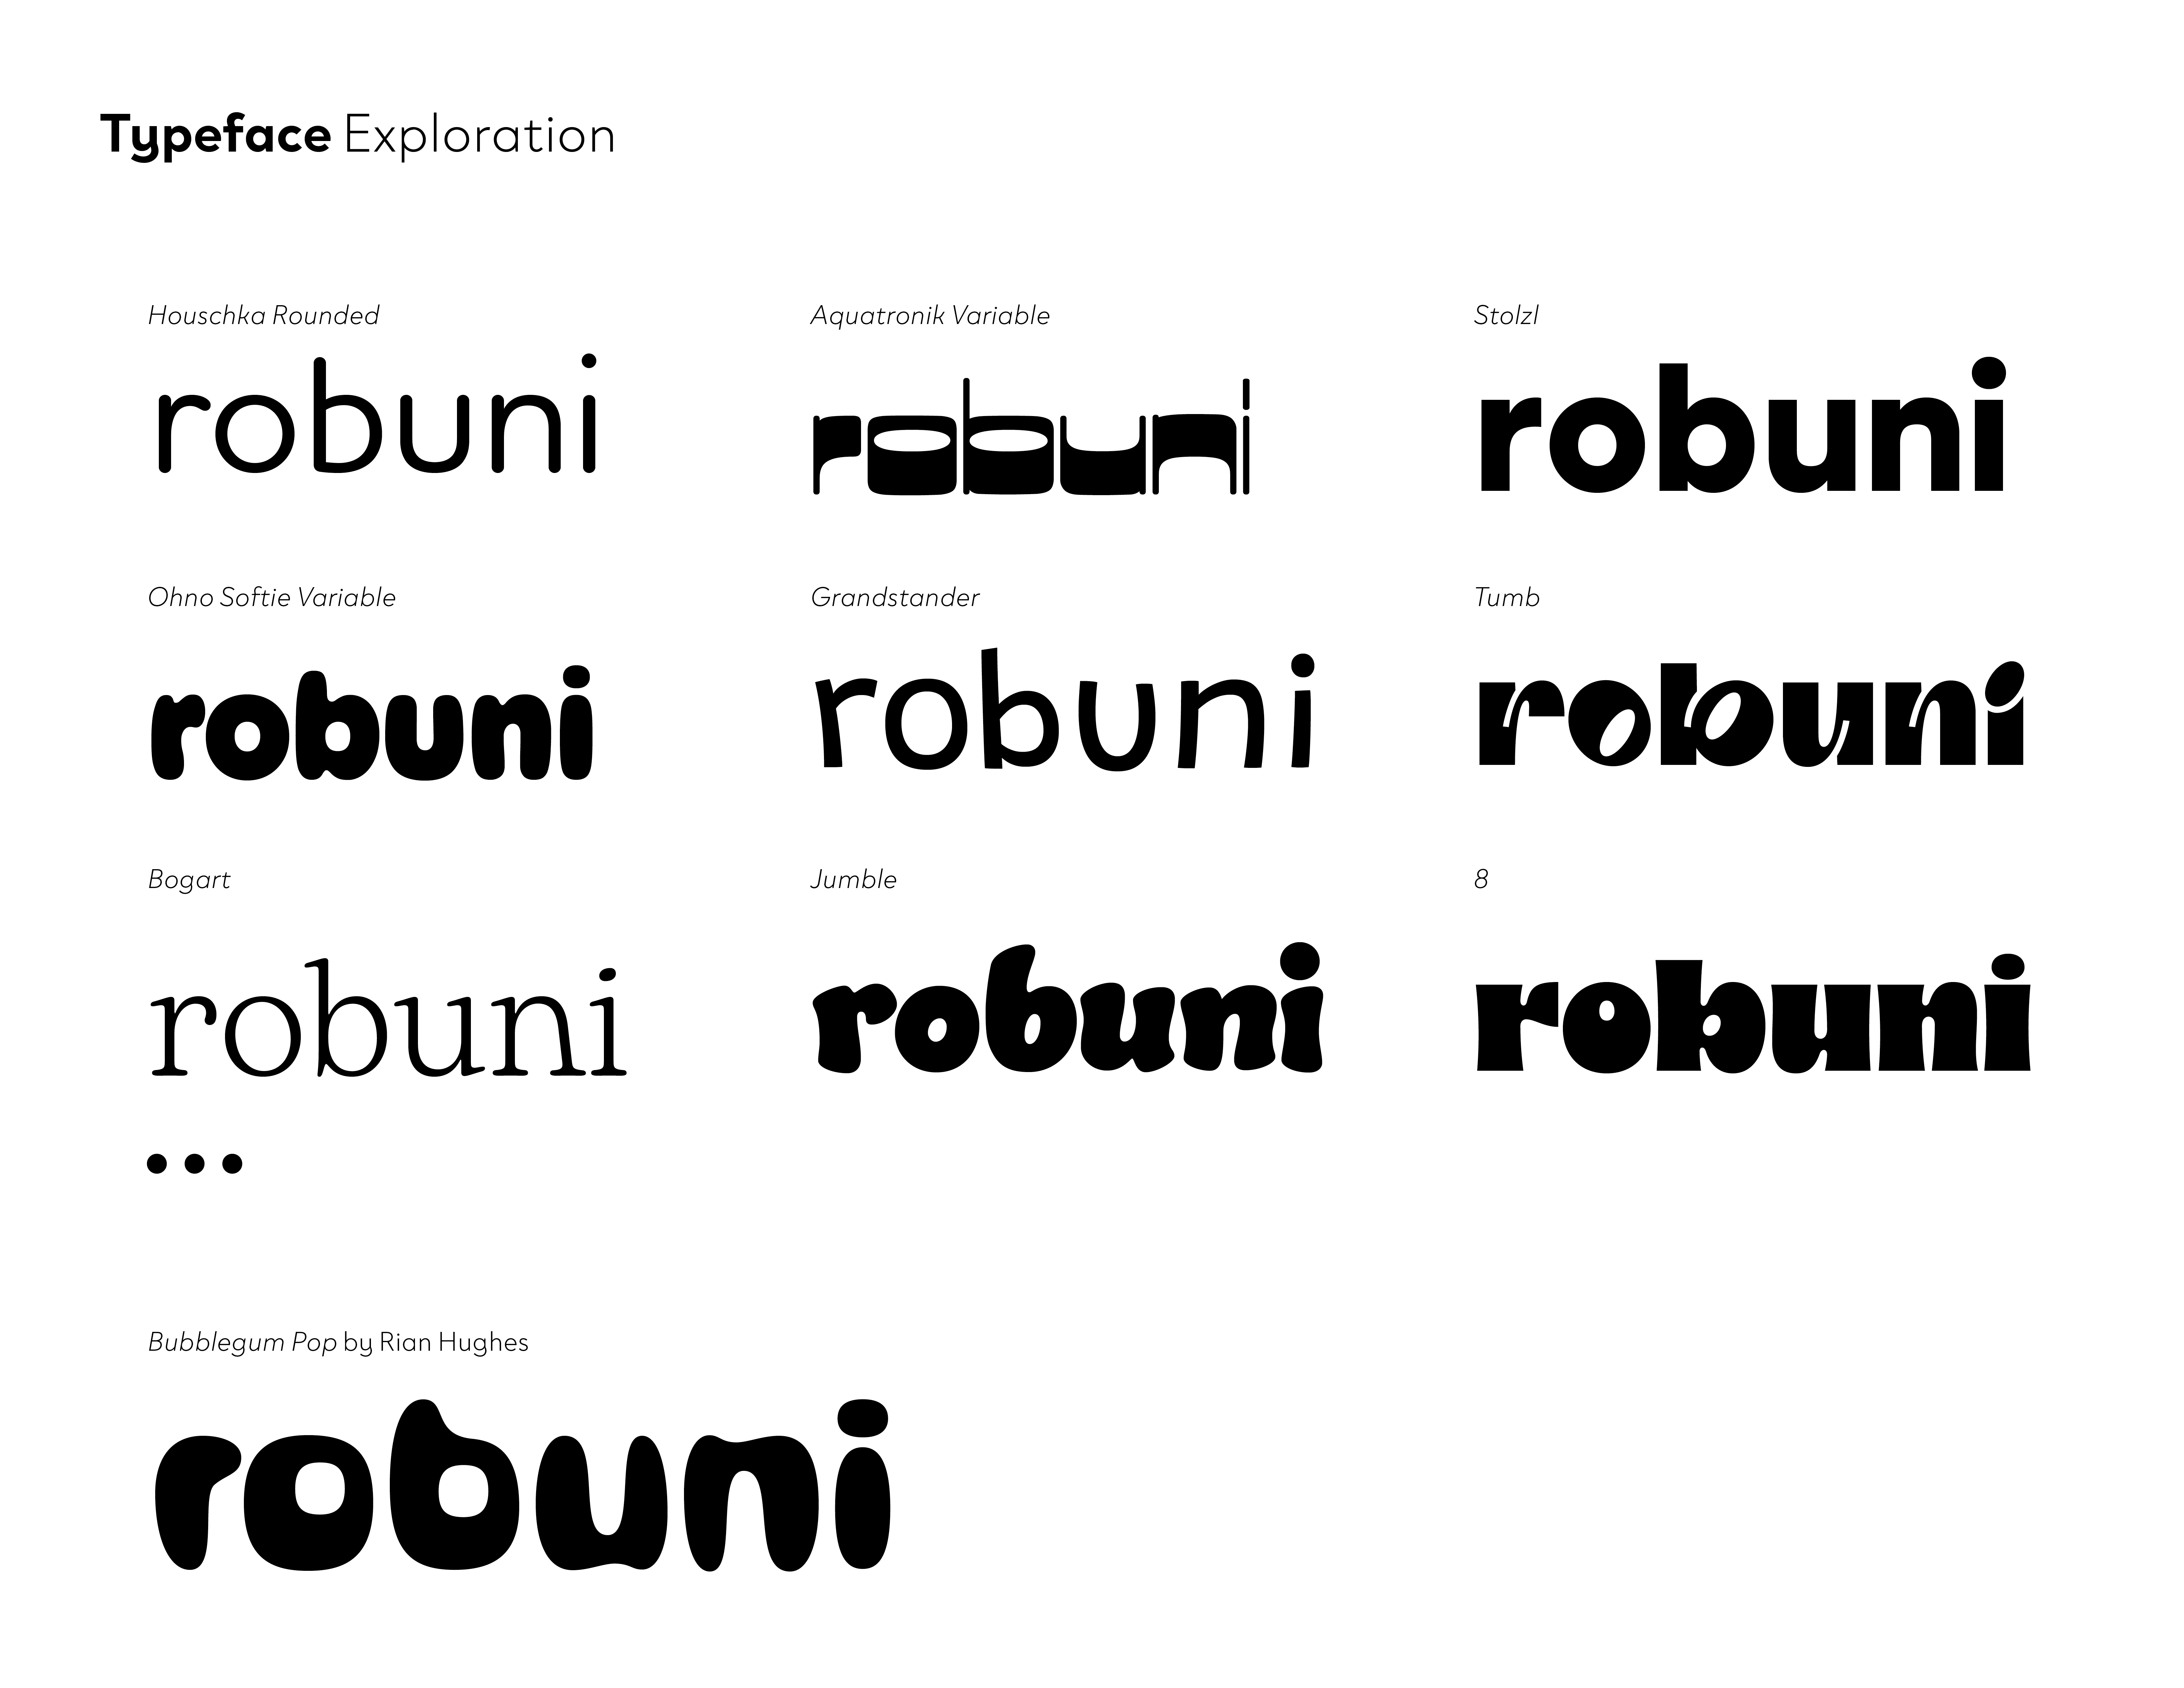 Typeface Exploration
Houschka Rounded
Aquatronik Variable
Stolzl
robuni
robuni
robuni
Ohno Softie Variable
Grandstander
Tumb
robuni
robuni
robuni
Bogart
Jumble
8
robuni
robuni
robuni
...
Bubblegum Pop by Rian Hughes
robuni